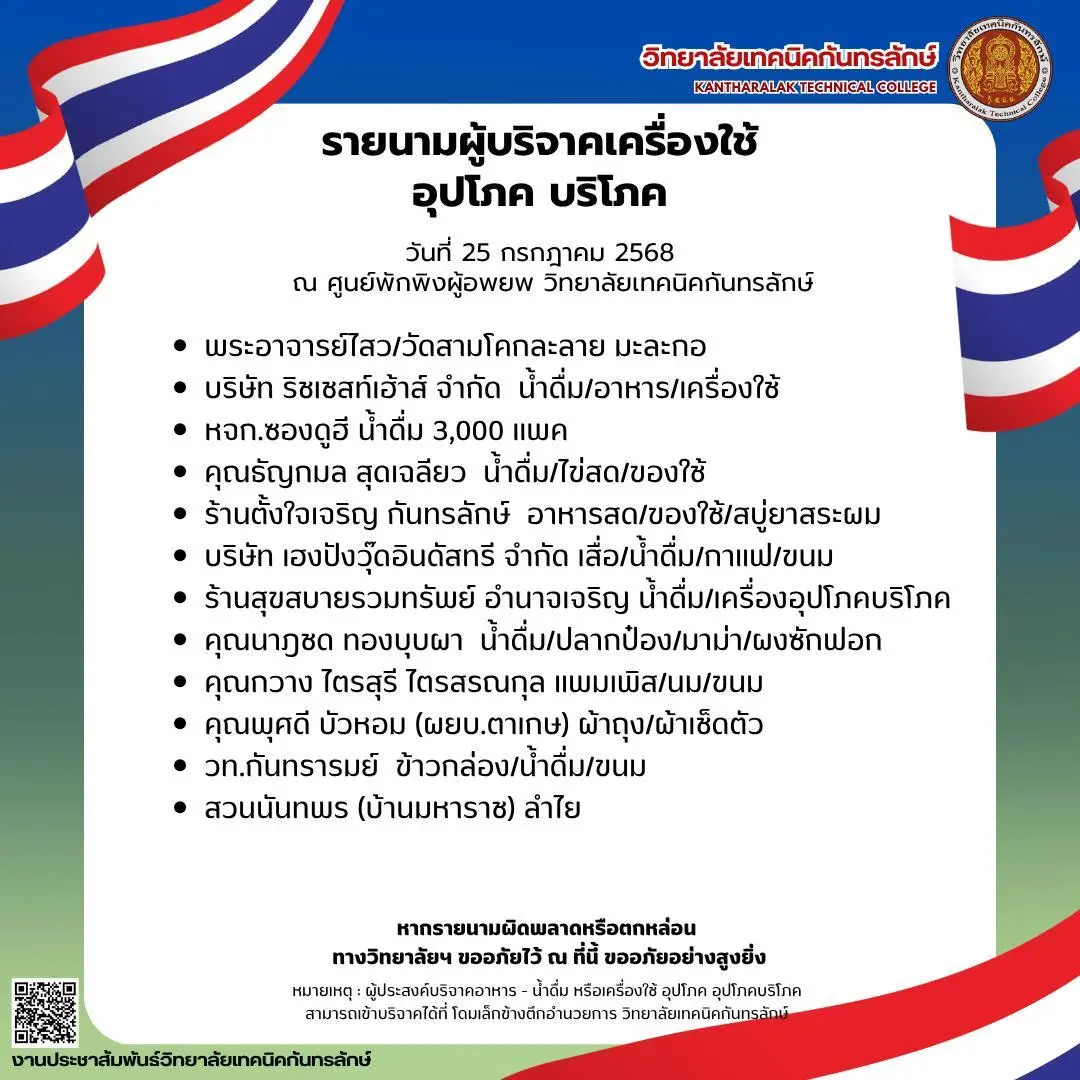 วิทยาลัยเทคนิคกันทรลักษ์
KANTHARALAK TECHNICAL COLLEGE
วิทยาลัยเทคนิคกันทรลักษ์
Kantharalak Technical College
รายนามผู้บริจาคเครื่องใช้
อุปโภค บริโภค
วันที่ 25 กรกฎาคม 2568
ณ ศูนย์พักพิงผู้อพยพ วิทยาลัยเทคนิคกันทรลักษ์
• พระอาจารย์ไสว/วัดสามโคกละลาย มะละกอ
• บริษัท ริชเชสท์เฮ้าส์ จำกัด น้ำดื่ม/อาหาร/เครื่องใช้
• หจก.ซองดูฮี น้ำดื่ม 3,000 แพค
• คุณธัญกมล สุดเฉลียว น้ำดื่ม/ไข่สด/ของใช้
• ร้านตั้งใจเจริญ กันทรลักษ์ อาหารสด/ของใช้/สบู่ยาสระผม
• บริษัท เฮงปังวุ๊ดอินดัสทรี จำกัด เสื่อ/น้ำดื่ม/กาแฟ/ขนม
• ร้านสุขสบายรวมทรัพย์ อำนาจเจริญ น้ำดื่ม/เครื่องอุปโภคบริโภค
• คุณนาฎชด ทองบุบผา น้ำดื่ม/ปลากป๋อง/มาม่า/ผงซักฟอก
• คุณกวาง ไตรสุรี ไตรสรณกุล แพมเพิส/นม/ขนม
• คุณพุศดี บัวหอม (ผยบ.ตาเกษ) ผ้าถุง/ผ้าเช็ดตัว
• วท.กันทรารมย์ ข้าวกล่อง/น้ำดื่ม/ขนม
• สวนนันทพร (บ้านมหาราช) ลำไย
หากรายนามผิดพลาดหรือตกหล่อน
ทางวิทยาลัยฯ ขออภัยไว้ ณ ที่นี้ ขออภัยอย่างสูงยิ่ง
หมายเหตุ : ผู้ประสงค์บริจาคอาหาร - น้ำดื่ม หรือเครื่องใช้ อุปโภค อุปโภคบริโภค
สามารถเข้าบริจาคได้ที่ โดมเล็กข้างตึกอำนวยการ วิทยาลัยเทคนิคกันทรลักษ์
งานประชาสัมพันธ์วิทยาลัยเทคนิคกันทรลักษ์